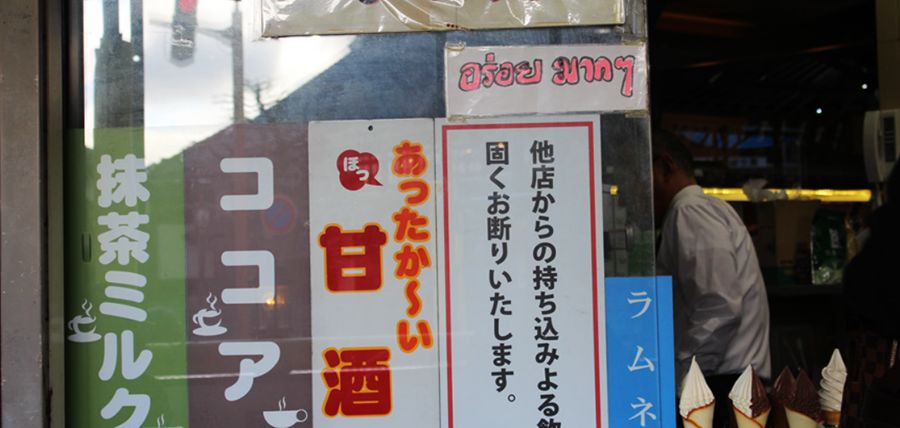 อร่อย มากๆ
抹茶ミルク
ココア
ほっ
あったか〜い
甘酒
他店からの持ち込みよる飲
固くお断りいたします。
ラムネ